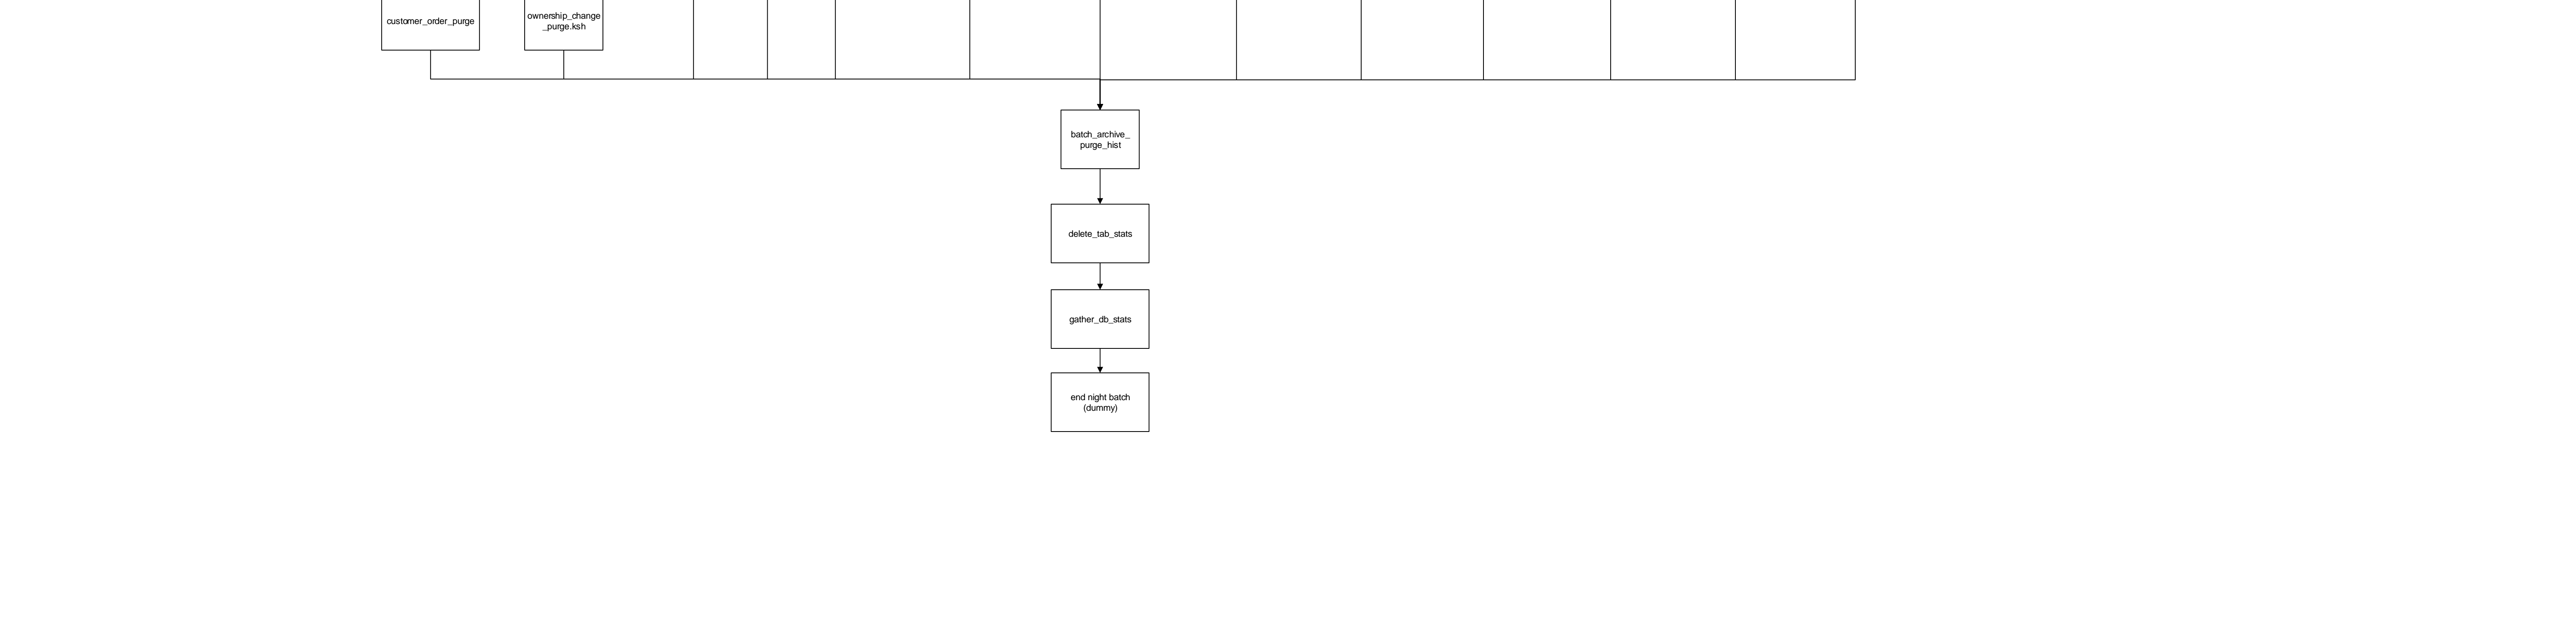 customer_order_purge
ownership_change
_purge.ksh
batch_archive_
purge_hist
delete_tab_stats
gather_db_stats
end night batch
(dummy)